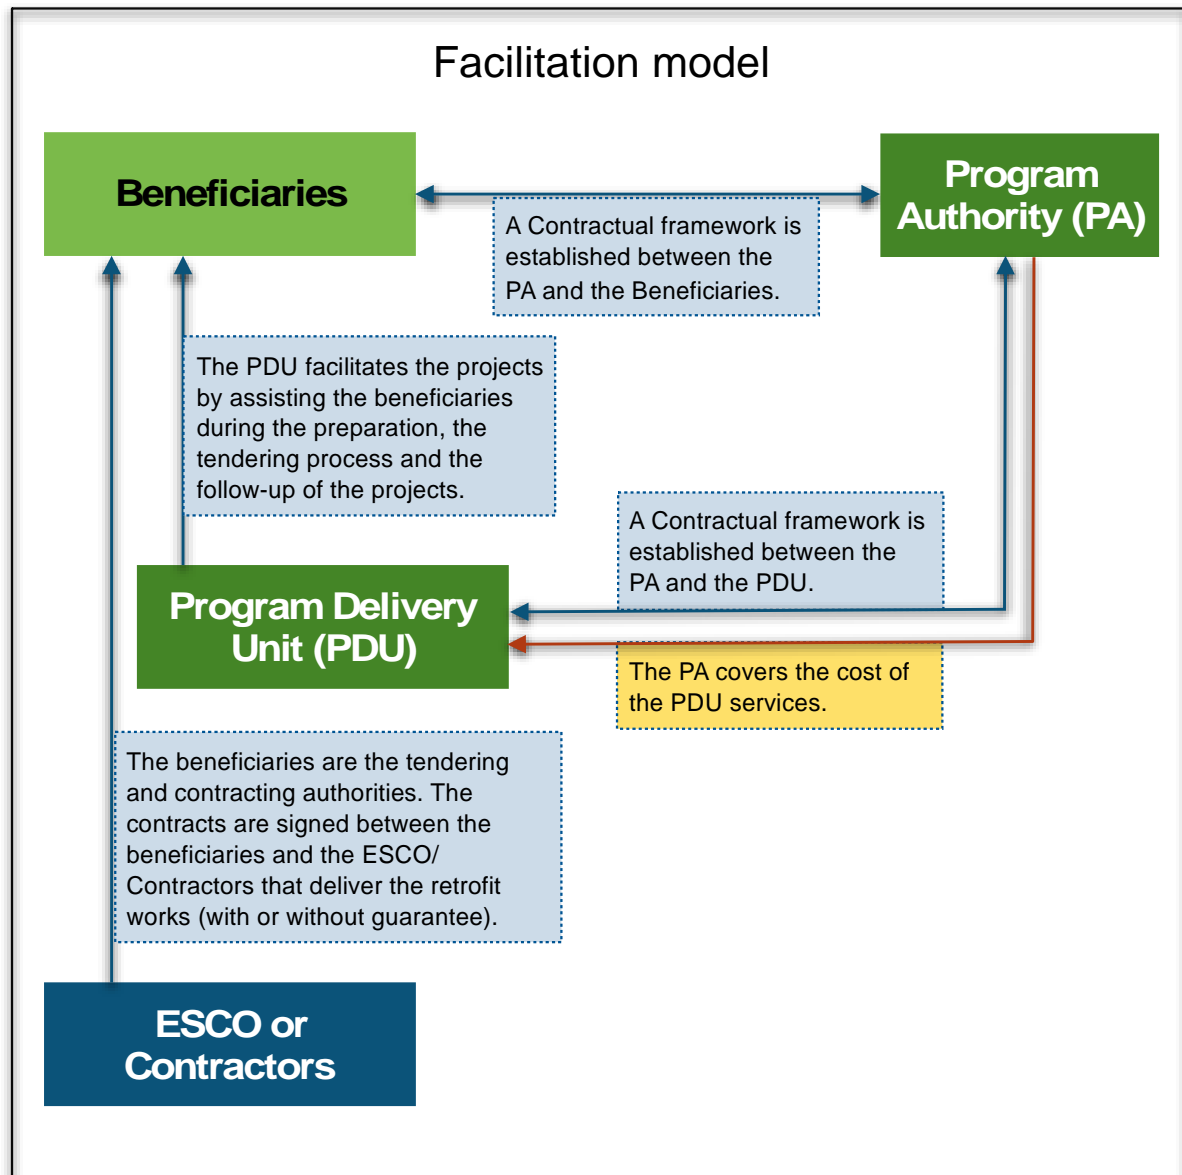 Facilitation model
Beneficiaries
Program
Authority (PA)
A Contractual framework is
established between the
PA and the Beneficiaries.
The PDU facilitates the projects
by assisting the beneficiaries
during the preparation, the
tendering process and the
follow-up of the projects.
A Contractual framework is
established between the
PA and the PDU.
Program Delivery
Unit (PDU)
The PA covers the cost of
the PDU services.
The beneficiaries are the tendering
and contracting authorities. The
contracts are signed between the
beneficiaries and the ESCO/
Contractors that deliver the retrofit
works (with or without guarantee).
ESCO or
Contractors